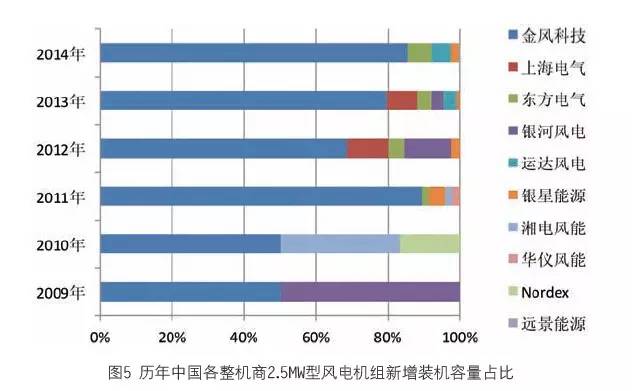 2014年
2013年
2012年
2011年
2010年
2009年
0% 20% 40% 60% 80% 100%
金风科技
上海电气
东方电气
银河风电
运达风电
银星能源
湘电风能
华仪风能
Nordex
远景能源
图5 历年中国各整机商2.5MW型风电机组新增装机容量占比